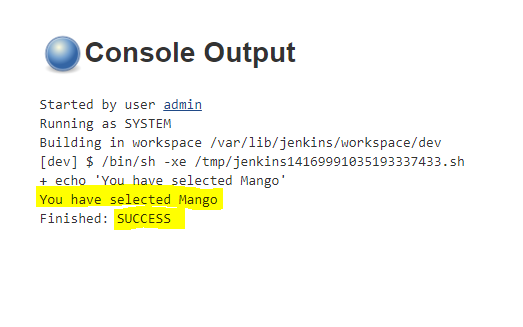 Console Output
Started by user admin
Running as SYSTEM
Building in workspace /var/lib/jenkins/workspace/dev
[dev] $ /bin/sh -xe /tmp/jenkins14169991035193337433.sh
+ echo 'You have selected Mango'
You have selected Mango
Finished: SUCCESS